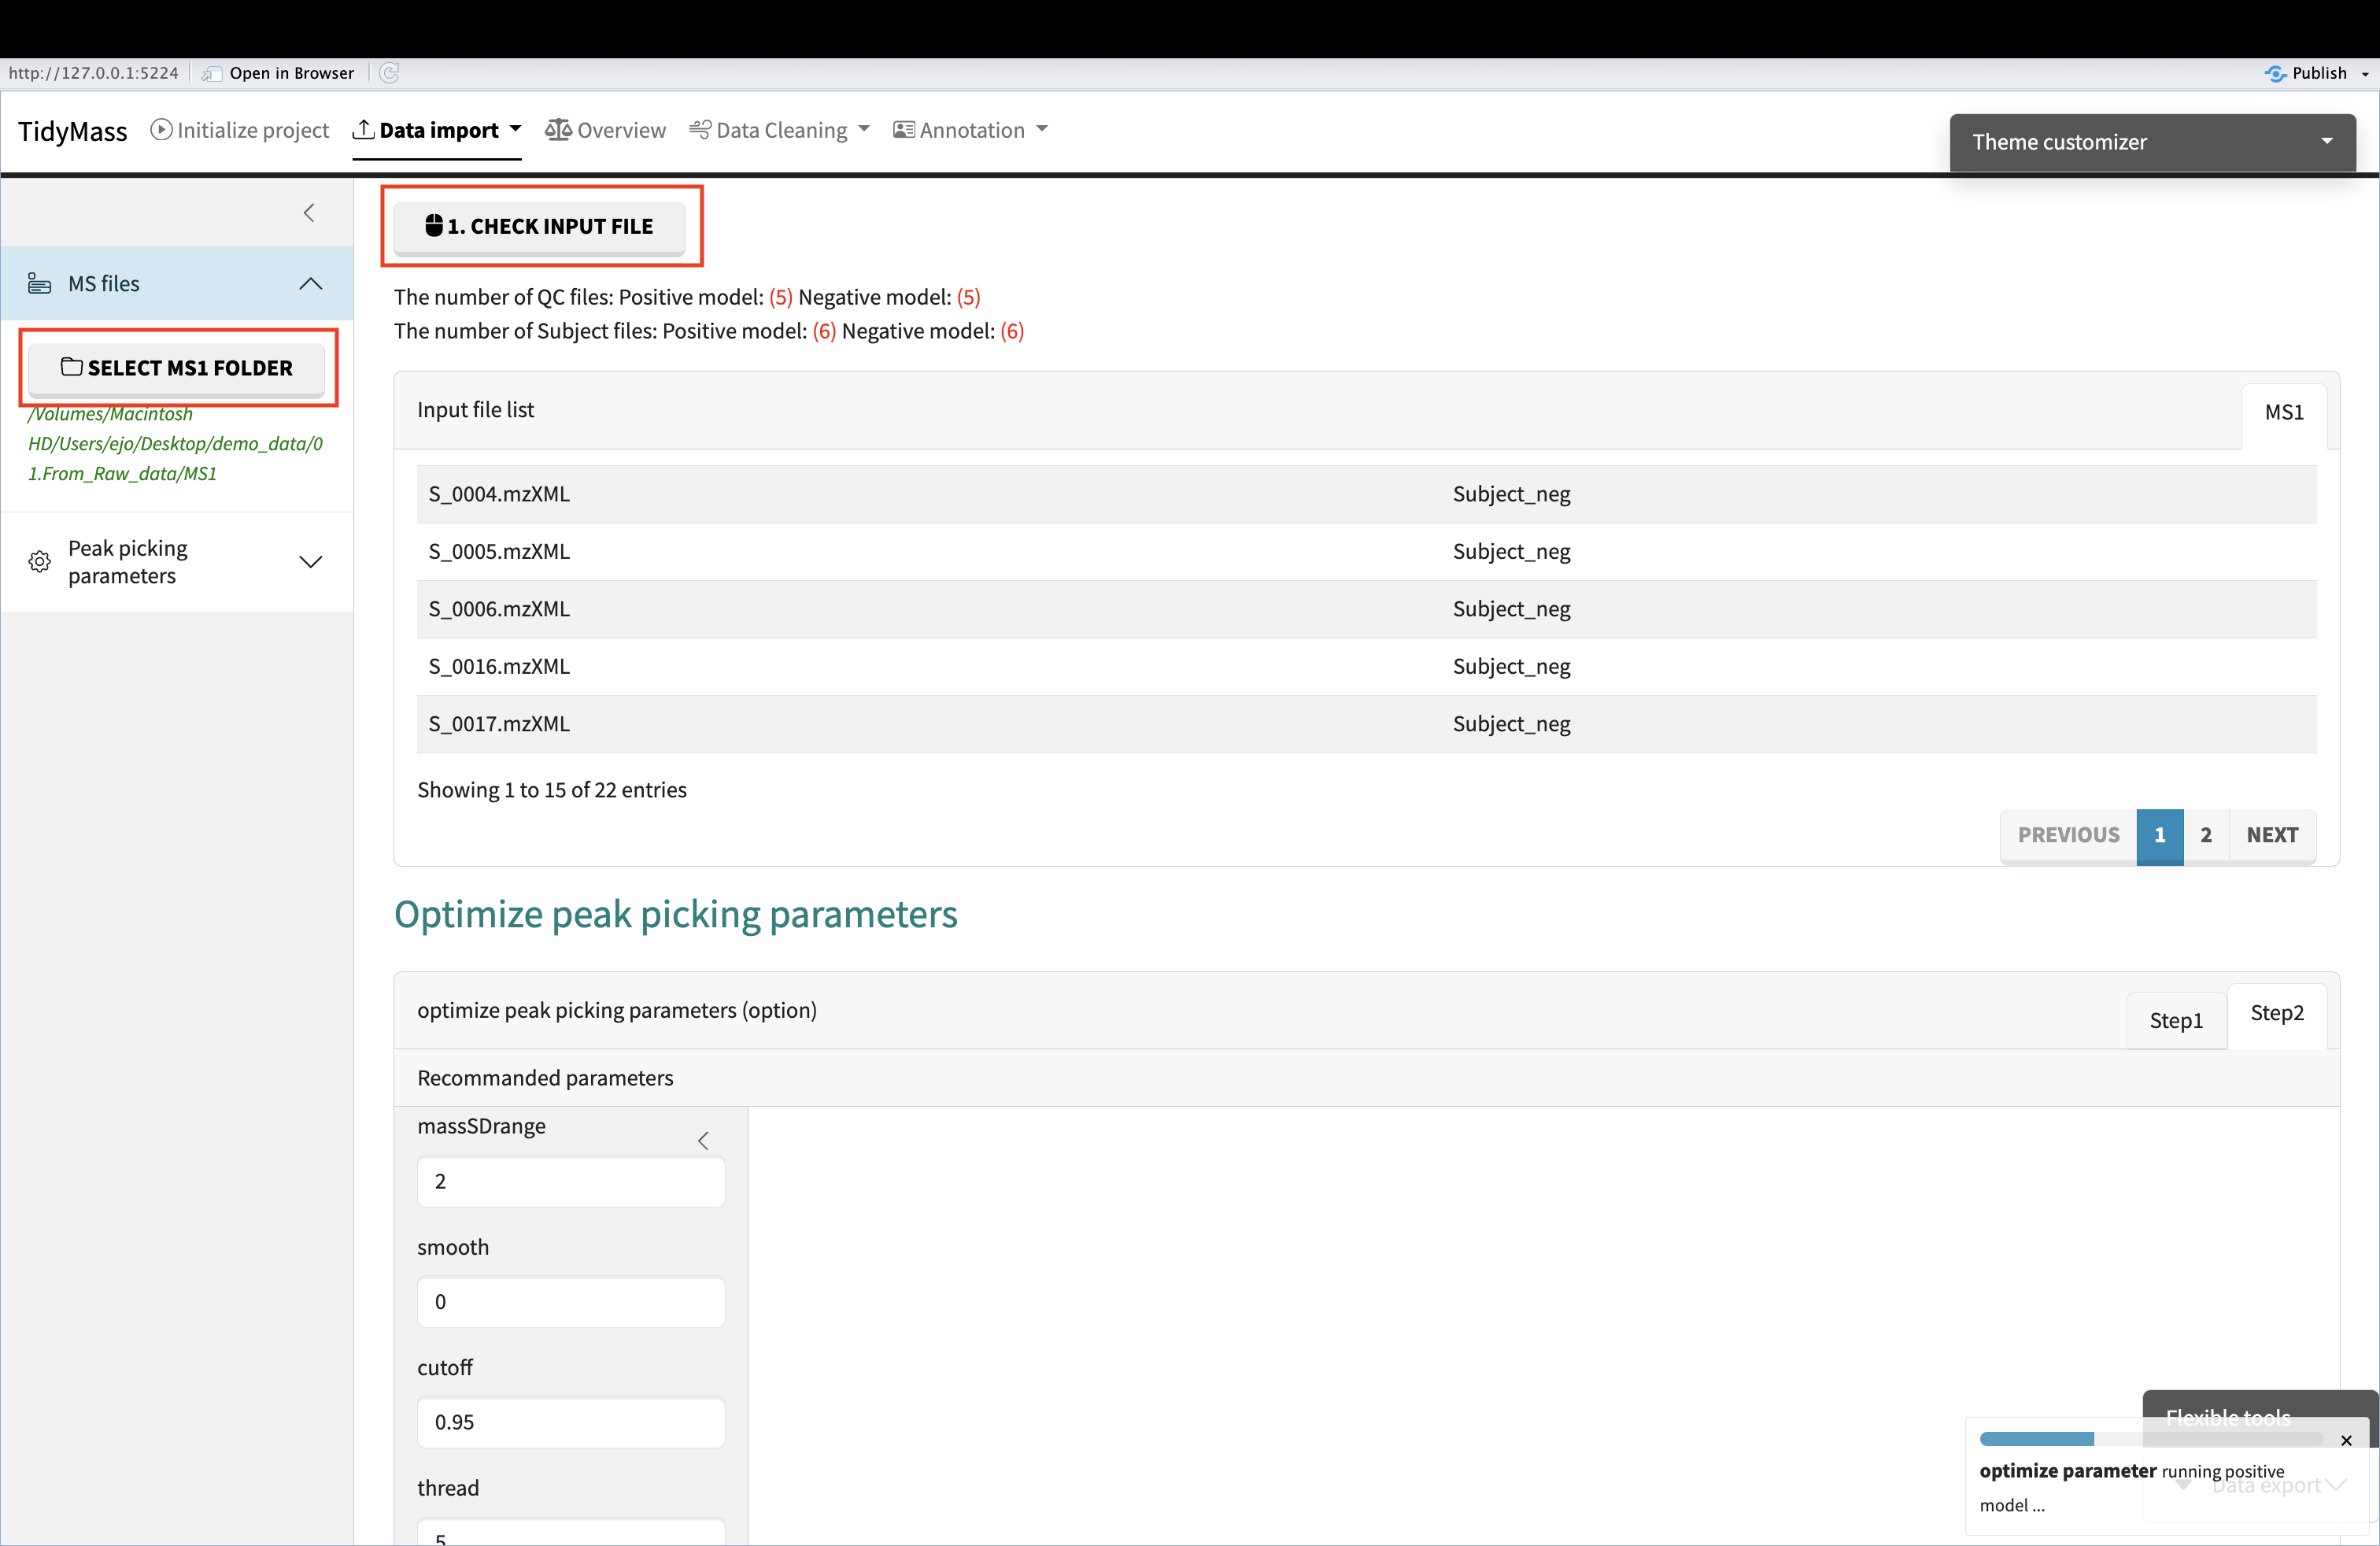 http://127.0.0.1:5224 Open in Browser Publish
TidyMass Initialize project Data import Overview Data Cleaning Annotation
Theme customizer
1. CHECK INPUT FILE
MS files
SELECT MS1 FOLDER
/Volumes/Macintosh
HD/Users/ejo/Desktop/demo_data/0
1.From_Raw_data/MS1
Peak picking
parameters
The number of QC files: Positive model: (5) Negative model: (5)
The number of Subject files: Positive model: (6) Negative model: (6)
Input file list MS1
S_0004.mzXML Subject_neg
S_0005.mzXML Subject_neg
S_0006.mzXML Subject_neg
S_0016.mzXML Subject_neg
S_0017.mzXML Subject_neg
Showing 1 to 15 of 22 entries
PREVIOUS 1 2 NEXT
Optimize peak picking parameters
optimize peak picking parameters (option) Step1 Step2
Recommanded parameters
massSDrange
2
smooth
0
cutoff
0.95
thread
5
Flexible tools
optimize parameter running positive
model ...
Data export